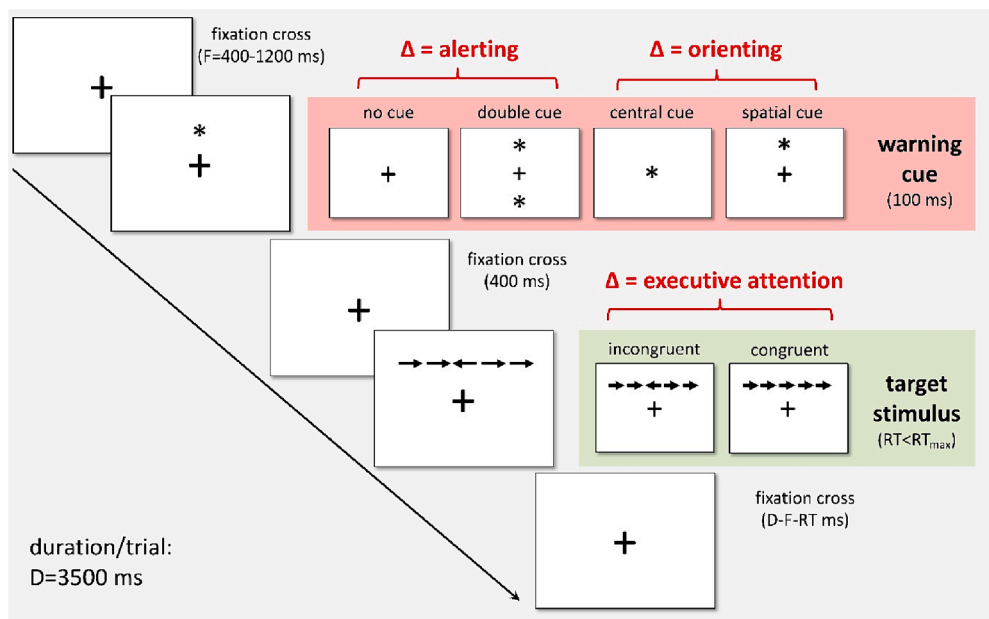 fixation cross
(F=400-1200 ms)
Δ = alerting
Δ = orienting
no cue
double cue
central cue
spatial cue
warning
cue
(100 ms)
fixation cross
(400 ms)
Δ = executive attention
incongruent
congruent
target
stimulus
(RT<RTmax)
fixation cross
(D-F-RT ms)
duration/trial:
D=3500 ms